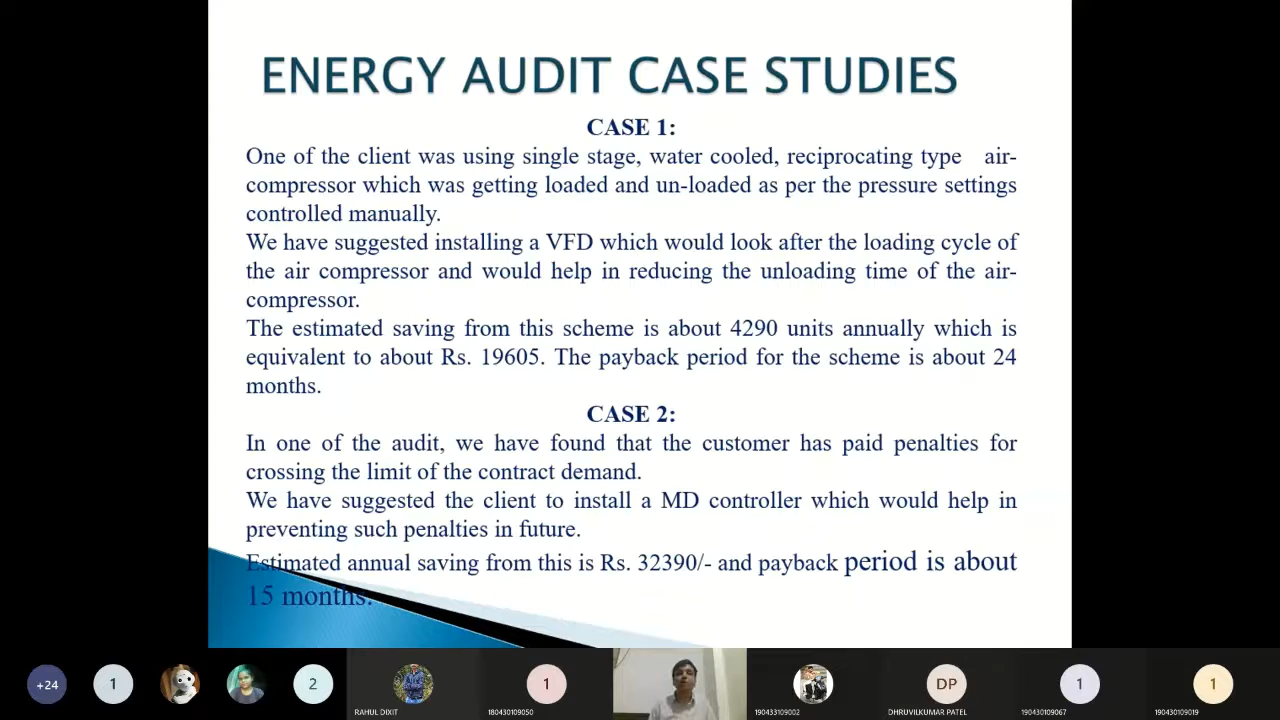 ENERGY AUDIT CASE STUDIES
CASE 1:
One of the client was using single stage, water cooled, reciprocating type air-
compressor which was getting loaded and un-loaded as per the pressure settings
controlled manually.
We have suggested installing a VFD which would look after the loading cycle of
the air compressor and would help in reducing the unloading time of the air-
compressor.
The estimated saving from this scheme is about 4290 units annually which is
equivalent to about Rs. 19605. The payback period for the scheme is about 24
months.
CASE 2:
In one of the audit, we have found that the customer has paid penalties for
crossing the limit of the contract demand.
We have suggested the client to install a MD controller which would help in
preventing such penalties in future.
Estimated annual saving from this is Rs. 32390/- and payback period is about
15 months.
+24 1 2 1 DP 1 1
RAHUL DIXIT 180430109050 190433109002 DHRUVILKUMAR PATEL 190430109067 190430109019